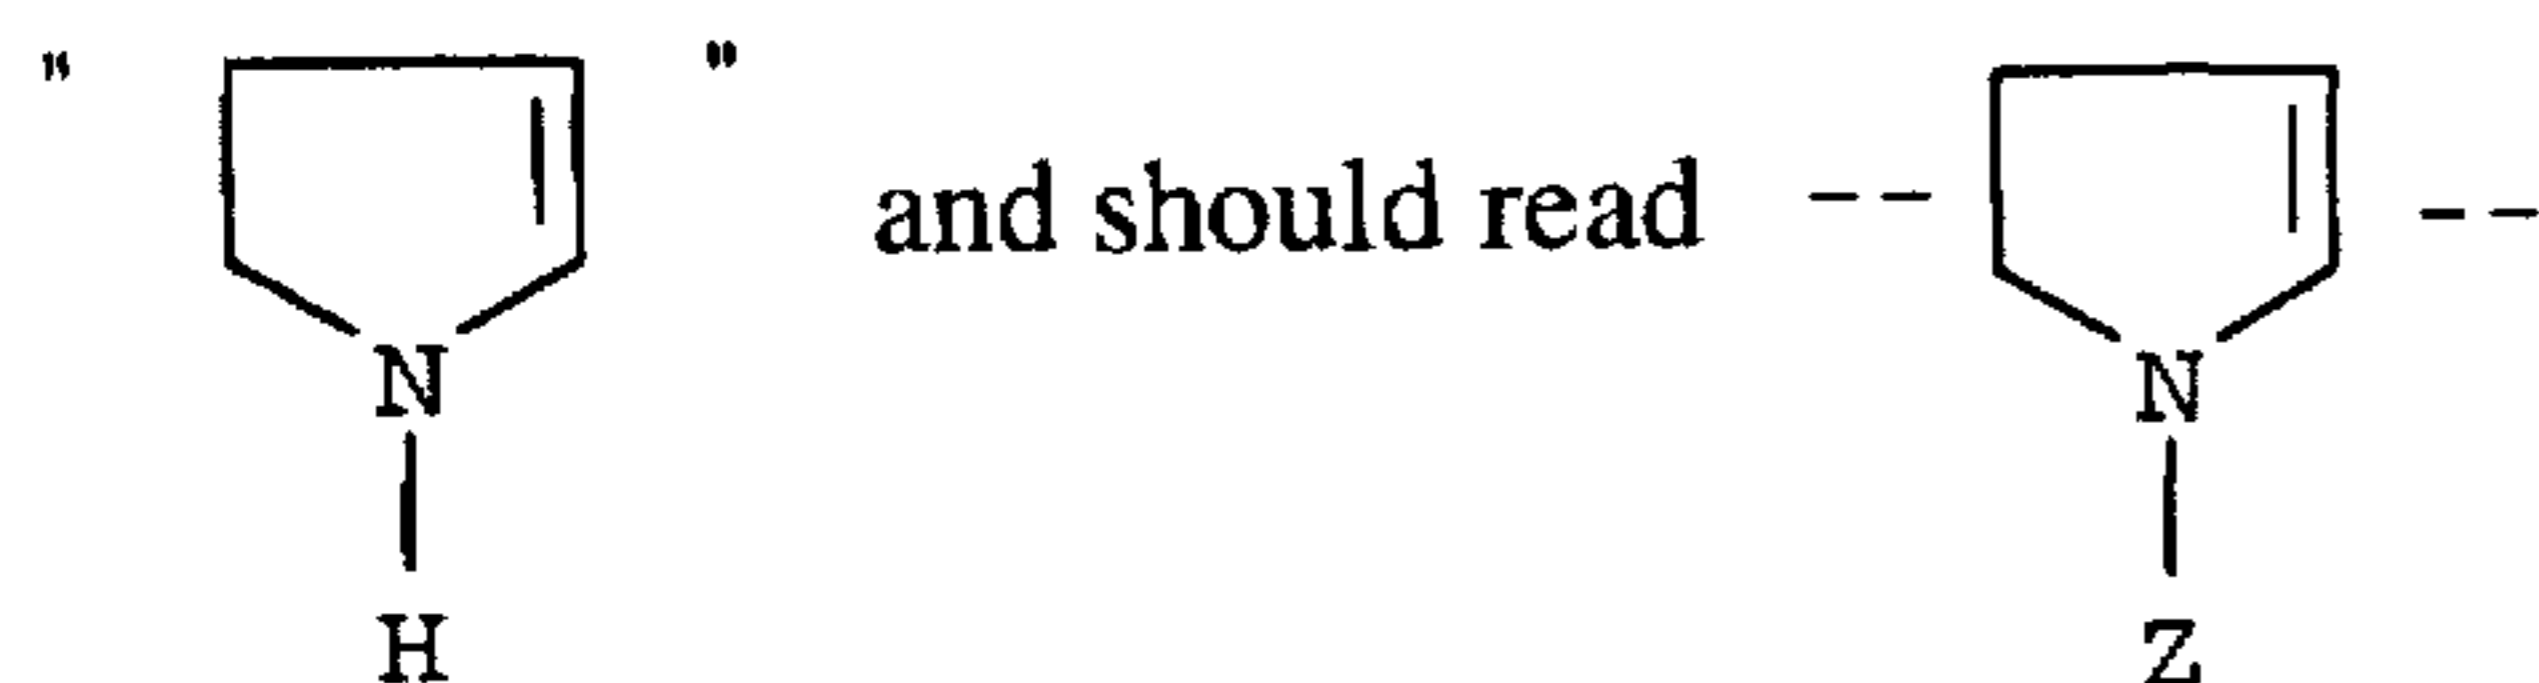 " " and should read -- --
N N
H Z